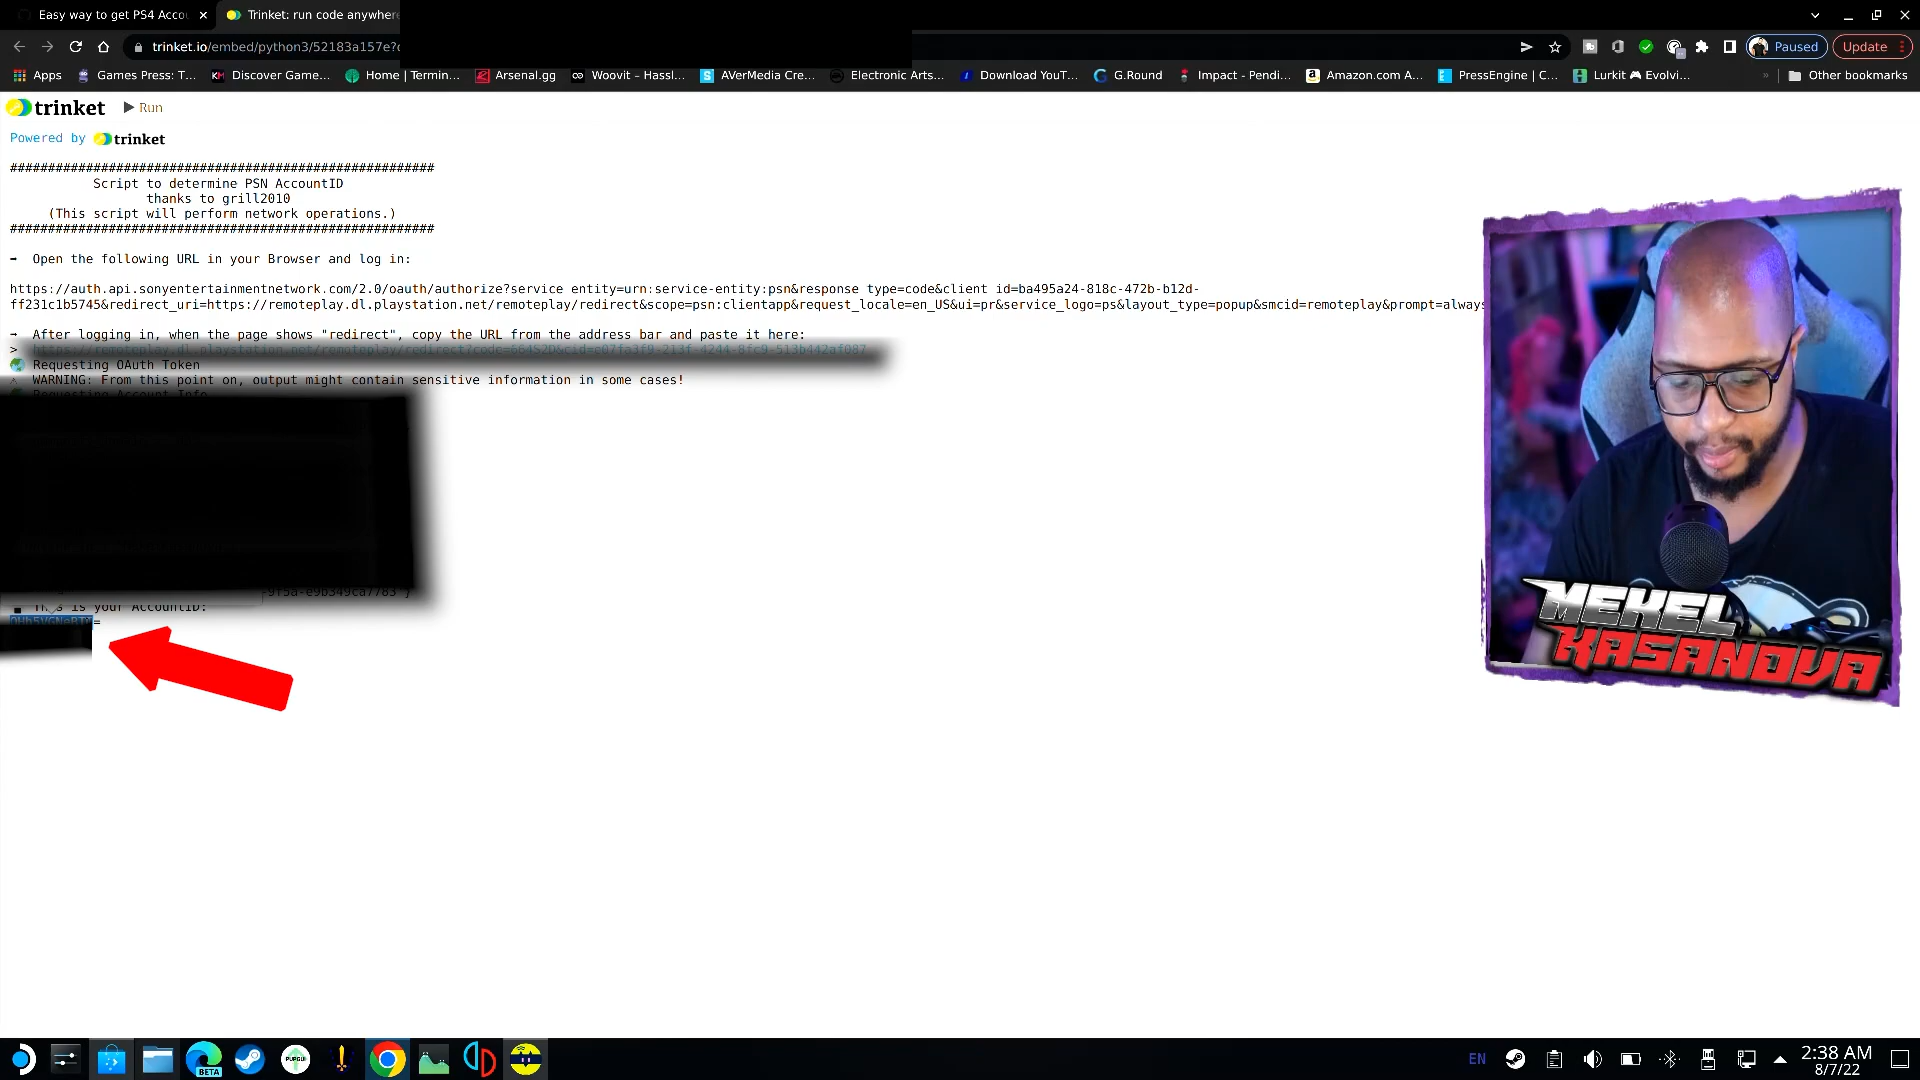 Easy way to get PS4 Accou
Trinket: run code anywhere
trinket.io/embed/python3/52183a157e?
Paused
Update
Apps
Games Press: T...
Discover Game...
Home | Termin...
Arsenal.gg
Woovit – Hassl...
AVerMedia Cre...
Electronic Arts...
Download YouT...
G.Round
Impact - Pendi...
Amazon.com A...
PressEngine | C...
Lurkit 🎮 Evolvi...
»
Other bookmarks
trinket
Run
Powered by trinket
########################################################
Script to determine PSN AccountID
thanks to grill2010
(This script will perform network operations.)
########################################################
➡ Open the following URL in your Browser and log in:
https://auth.api.sonyentertainmentnetwork.com/2.0/oauth/authorize?service_entity=urn:service-entity:psn&response_type=code&client_id=ba495a24-818c-472b-b12d-
ff231c1b5745&redirect_uri=https://remoteplay.dl.playstation.net/remoteplay/redirect&scope=psn:clientapp&request_locale=en_US&ui=pr&service_logo=ps&layout_type=popup&smcid=remoteplay&prompt=always
➡ After logging in, when the page shows "redirect", copy the URL from the address bar and paste it here:
>
🌏 Requesting OAuth Token
⚠ WARNING: From this point on, output might contain sensitive information in some cases!
Requesting Account Info
This is your AccountID:
MEKEL
KASANOVA
BETA
PUPGUI
EN
2:38 AM
8/7/22